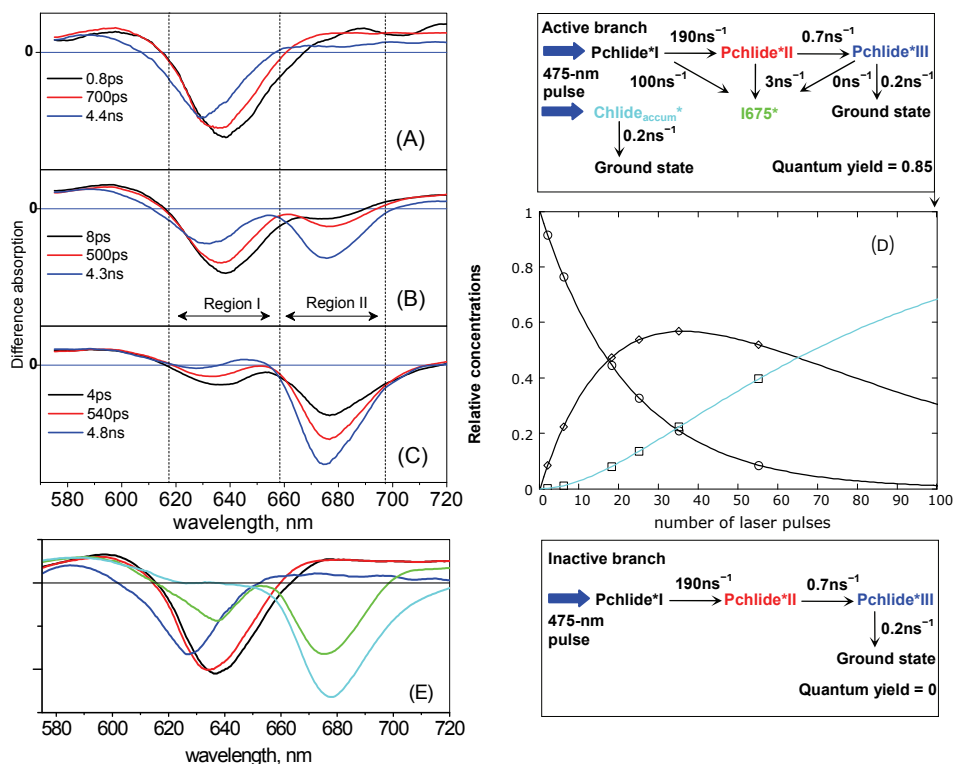 0
0.8ps
700ps
4.4ns
(A)
0
8ps
500ps
4.3ns
(B)
Region I
Region II
0
4ps
540ps
4.8ns
(C)
Difference absorption
580 600 620 640 660 680 700 720
wavelength, nm
(E)
580 600 620 640 660 680 700 720
wavelength, nm
Active branch
190ns⁻¹ 0.7ns⁻¹
Pchlide*I Pchlide*II Pchlide*III
475-nm
pulse
100ns⁻¹ 3ns⁻¹ 0ns⁻¹ 0.2ns⁻¹
Chlideaccum* I675* Ground state
0.2ns⁻¹
Ground state
Quantum yield = 0.85
(D)
1
0.8
0.6
0.4
0.2
0
Relative concentrations
0 10 20 30 40 50 60 70 80 90 100
number of laser pulses
Inactive branch
190ns⁻¹ 0.7ns⁻¹
Pchlide*I Pchlide*II Pchlide*III
475-nm
pulse
0.2ns⁻¹
Ground state
Quantum yield = 0